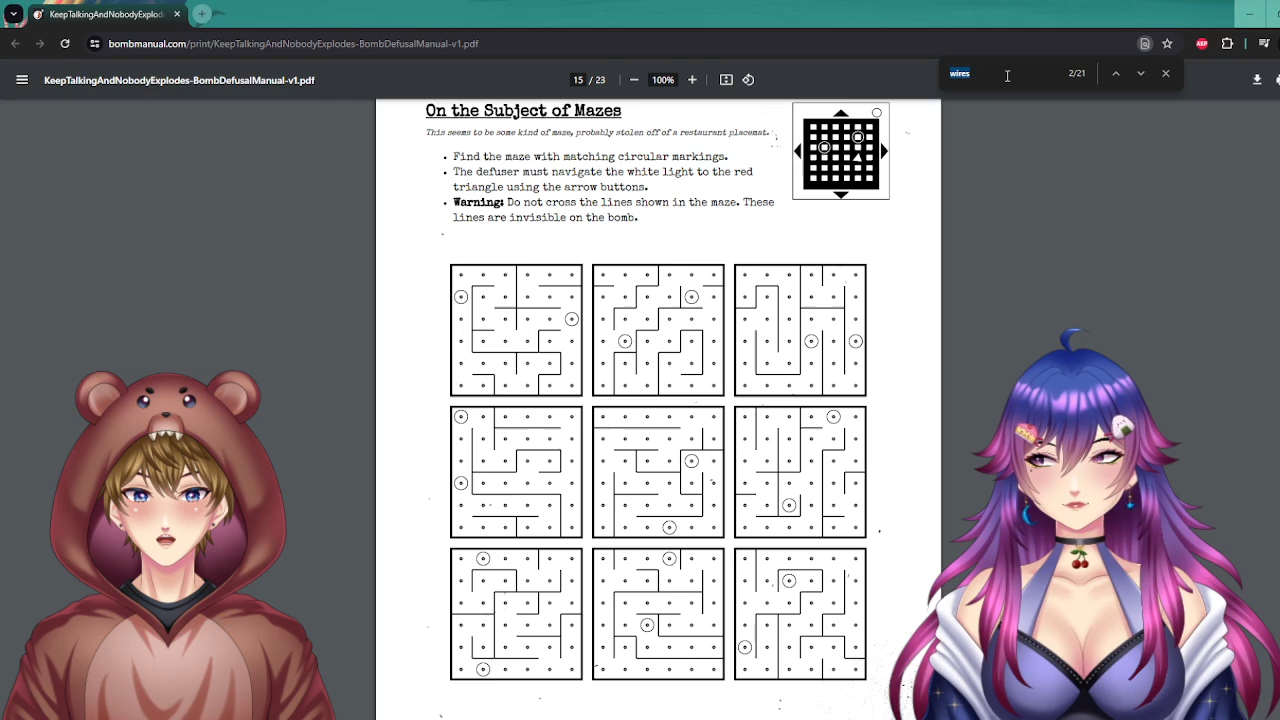 KeepTalkingAndNobodyExplodes
bombmanual.com/print/KeepTalkingAndNobodyExplodes-BombDefusalManual-v1.pdf
ABP
KeepTalkingAndNobodyExplodes-BombDefusalManual-v1.pdf
15 / 23
100%
wires
2/21
On the Subject of Mazes
This seems to be some kind of maze, probably stolen off of a restaurant placemat.
• Find the maze with matching circular markings.
• The defuser must navigate the white light to the red
triangle using the arrow buttons.
• Warning: Do not cross the lines shown in the maze. These
lines are invisible on the bomb.